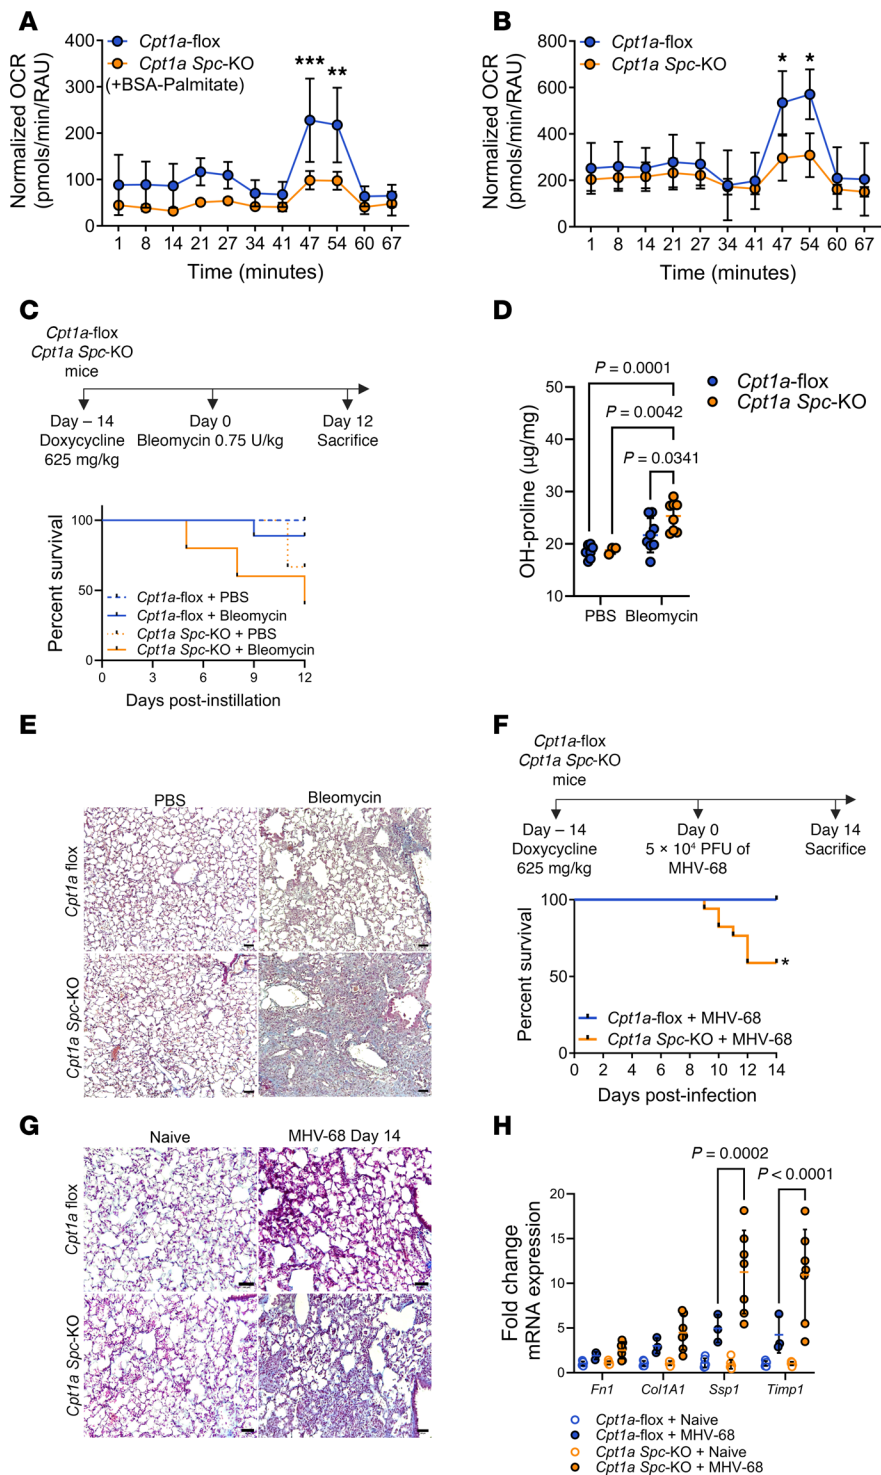 A
Cpt1a-flox
Cpt1a Spc-KO
(+BSA-Palmitate)
***
**
Normalized OCR
(pmols/min/RAU)
400
300
200
100
0
1 8 14 21 27 34 41 47 54 60 67
Time (minutes)
B
Cpt1a-flox
Cpt1a Spc-KO
*
*
Normalized OCR
(pmols/min/RAU)
800
600
400
200
0
1 8 14 21 27 34 41 47 54 60 67
Time (minutes)
C
Cpt1a-flox
Cpt1a Spc-KO
mice
Day – 14
Doxycycline
625 mg/kg
Day 0
Bleomycin 0.75 U/kg
Day 12
Sacrifice
Percent survival
100
50
0
Cpt1a-flox + PBS
Cpt1a-flox + Bleomycin
Cpt1a Spc-KO + PBS
Cpt1a Spc-KO + Bleomycin
0 3 6 9 12
Days post-instillation
D
Cpt1a-flox
Cpt1a Spc-KO
P = 0.0001
P = 0.0042
P = 0.0341
OH-proline (µg/mg)
50
40
30
20
10
PBS Bleomycin
E
PBS
Bleomycin
Cpt1a flox
Cpt1a Spc-KO
F
Cpt1a-flox
Cpt1a Spc-KO
mice
Day – 14
Doxycycline
625 mg/kg
Day 0
5 × 10⁴ PFU of
MHV-68
Day 14
Sacrifice
Percent survival
100
50
0
*
Cpt1a-flox + MHV-68
Cpt1a Spc-KO + MHV-68
0 2 4 6 8 10 12 14
Days post-infection
G
Naive
MHV-68 Day 14
Cpt1a flox
Cpt1a Spc-KO
H
P = 0.0002
P < 0.0001
Fold change
mRNA expression
20
15
10
5
0
Fn1 Col1A1 Ssp1 Timp1
Cpt1a-flox + Naive
Cpt1a-flox + MHV-68
Cpt1a Spc-KO + Naive
Cpt1a Spc-KO + MHV-68